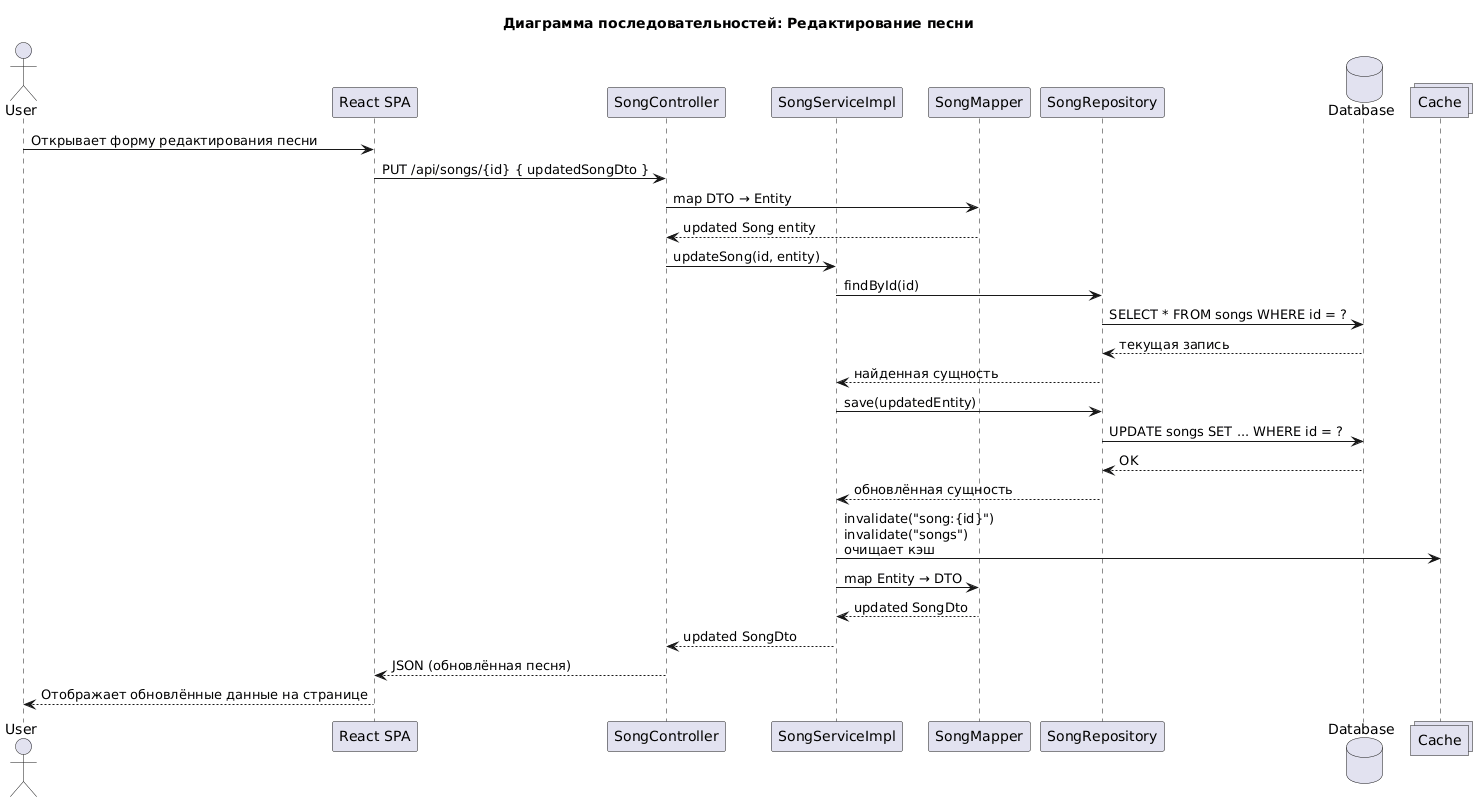 Диаграмма последовательностей: Редактирование песни
User
React SPA
SongController
SongServiceImpl
SongMapper
SongRepository
Database
Cache
Открывает форму редактирования песни
PUT /api/songs/{id} { updatedSongDto }
map DTO → Entity
updated Song entity
updateSong(id, entity)
findById(id)
SELECT * FROM songs WHERE id = ?
текущая запись
найденная сущность
save(updatedEntity)
UPDATE songs SET ... WHERE id = ?
OK
обновлённая сущность
invalidate("song:{id}")
invalidate("songs")
очищает кэш
map Entity → DTO
updated SongDto
updated SongDto
JSON (обновлённая песня)
Отображает обновлённые данные на странице
User
React SPA
SongController
SongServiceImpl
SongMapper
SongRepository
Database
Cache